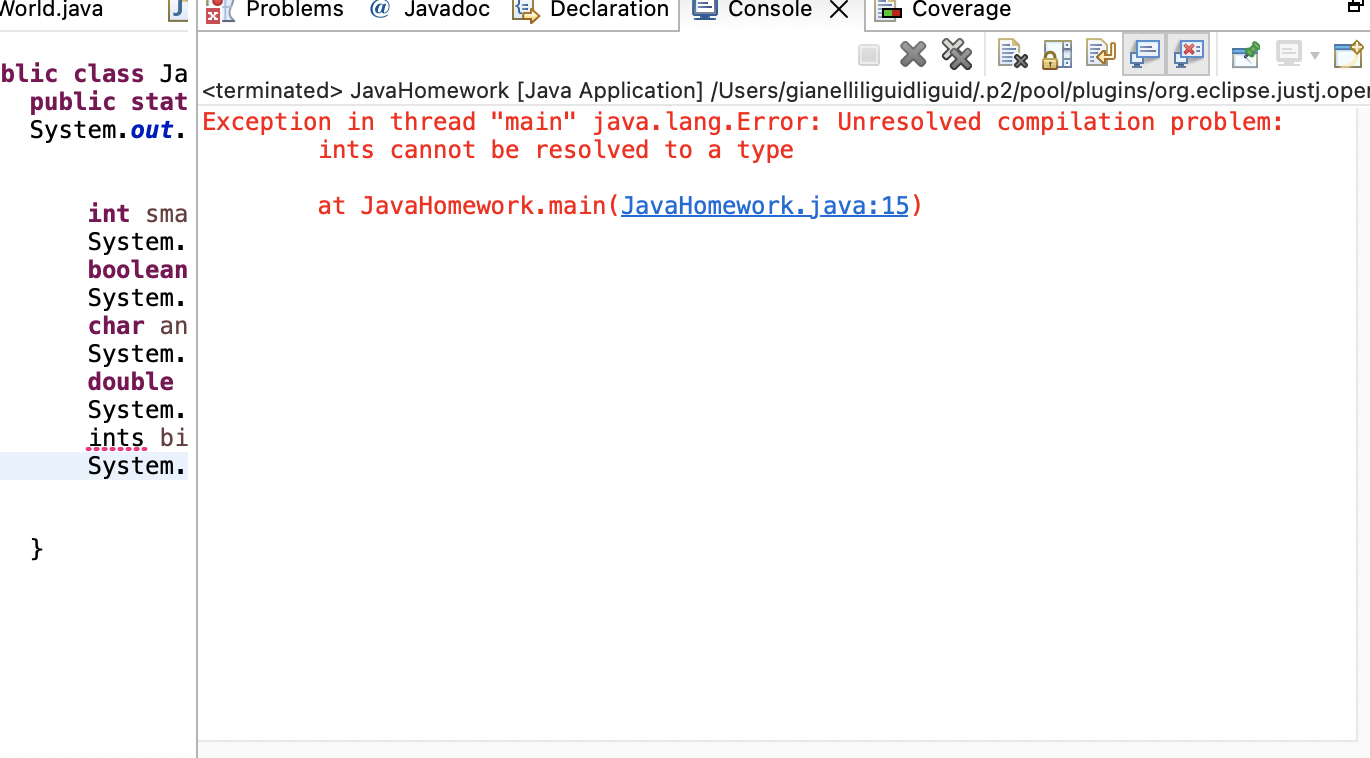 World.java
Problems @ Javadoc Declaration Console Coverage
<terminated> JavaHomework [Java Application] /Users/gianelliliguidliguid/.p2/pool/plugins/org.eclipse.justj.oper
blic class Ja
public stat
System.out.
int sma
System.
boolean
System.
char an
System.
double
System.
ints bi
System.
}
Exception in thread "main" java.lang.Error: Unresolved compilation problem:
ints cannot be resolved to a type
at JavaHomework.main(JavaHomework.java:15)